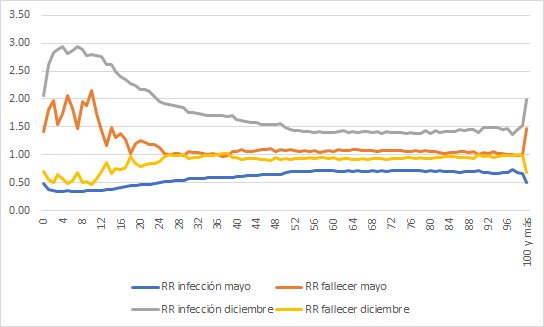 3.50
3.00
2.50
2.00
1.50
1.00
0.50
0.00
0 4 8 12 16 20 24 28 32 36 40 44 48 52 56 60 64 68 72 76 80 84 88 92 96 100 y más
RR infección mayo RR fallecer mayo
RR infección diciembre RR fallecer diciembre